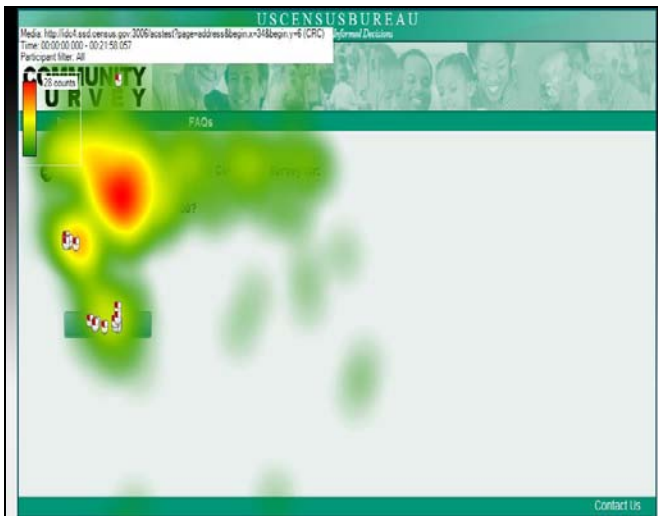 USCENSUSBUREAU
Media: http://idc4.ssd.census.gov:3006/acstest?page=address&begin.x=34&begin.y=6 (CRC)
Informed Decisions
Time: 00:00:00:000 - 00:21:58:057
Participant filter: All
COMMUNITY
28 counts
URVEY
FAQs
Survey
Contact Us